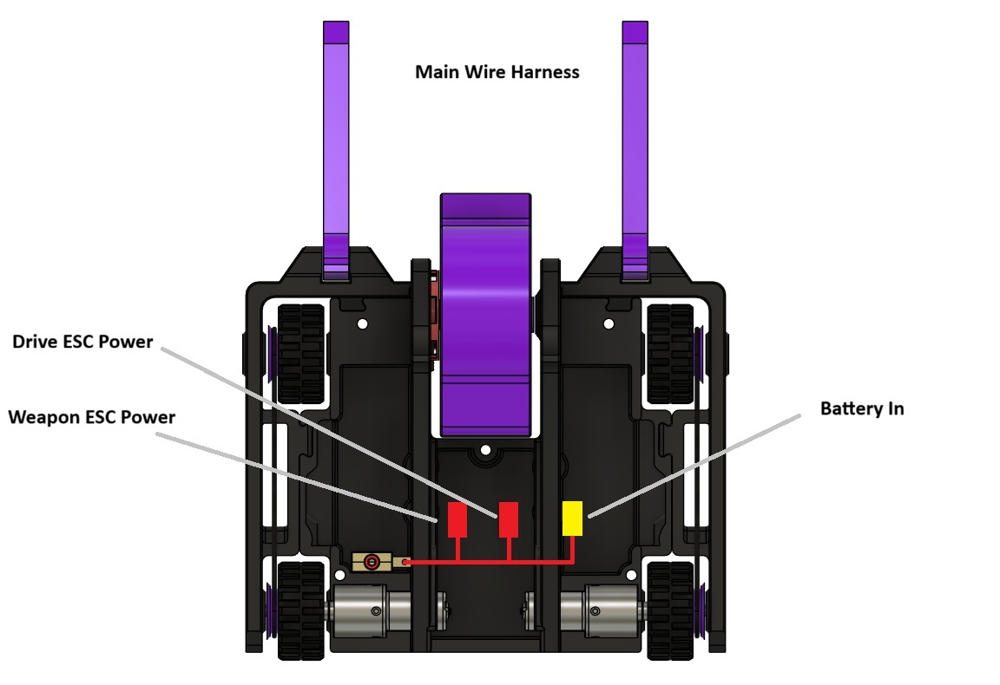 Main Wire Harness
Drive ESC Power
Weapon ESC Power
Battery In